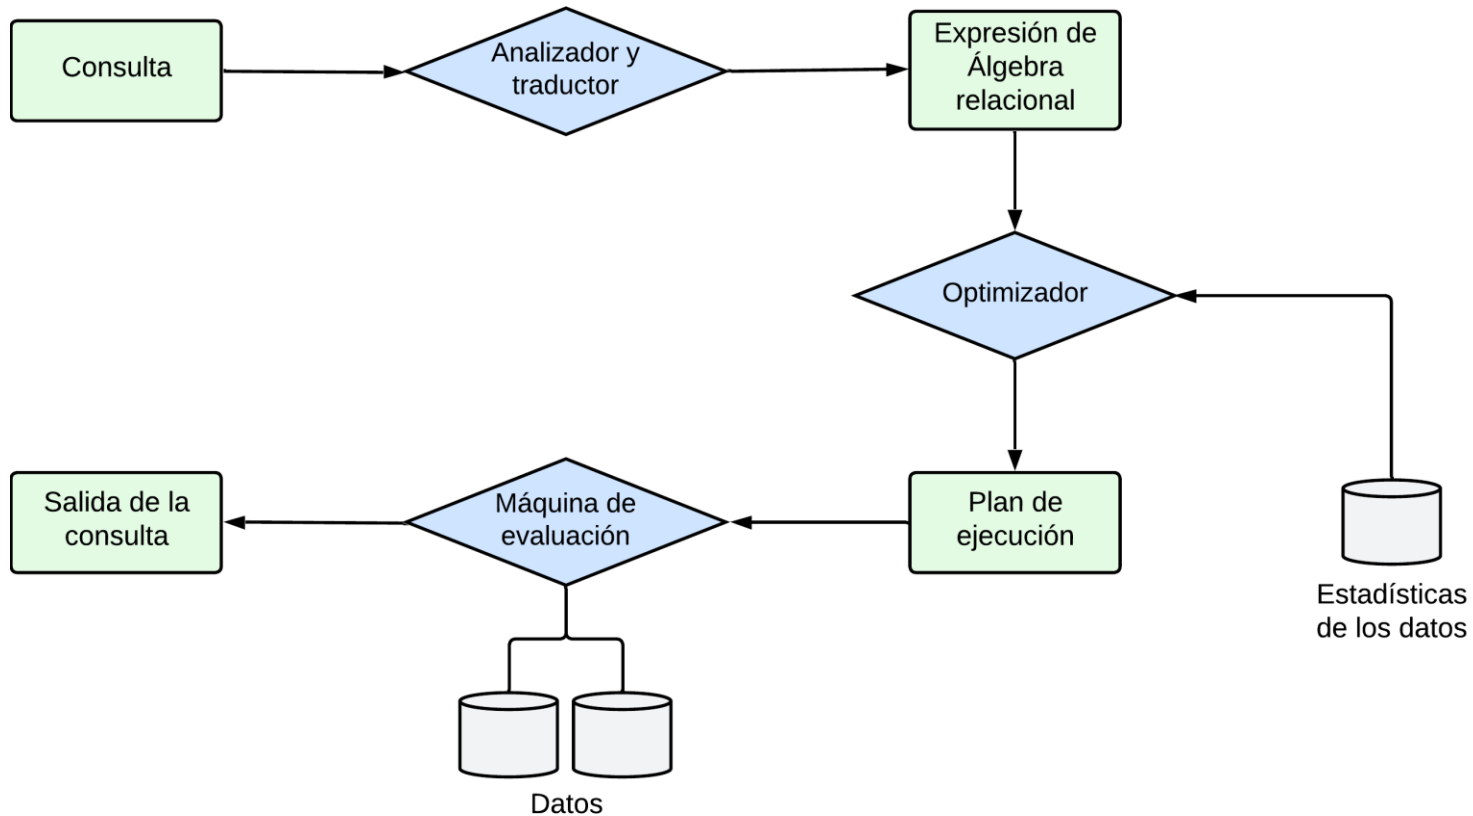 Consulta
Analizador y
traductor
Expresión de
Álgebra
relacional
Optimizador
Salida de la
consulta
Máquina de
evaluación
Plan de
ejecución
Estadísticas
de los datos
Datos